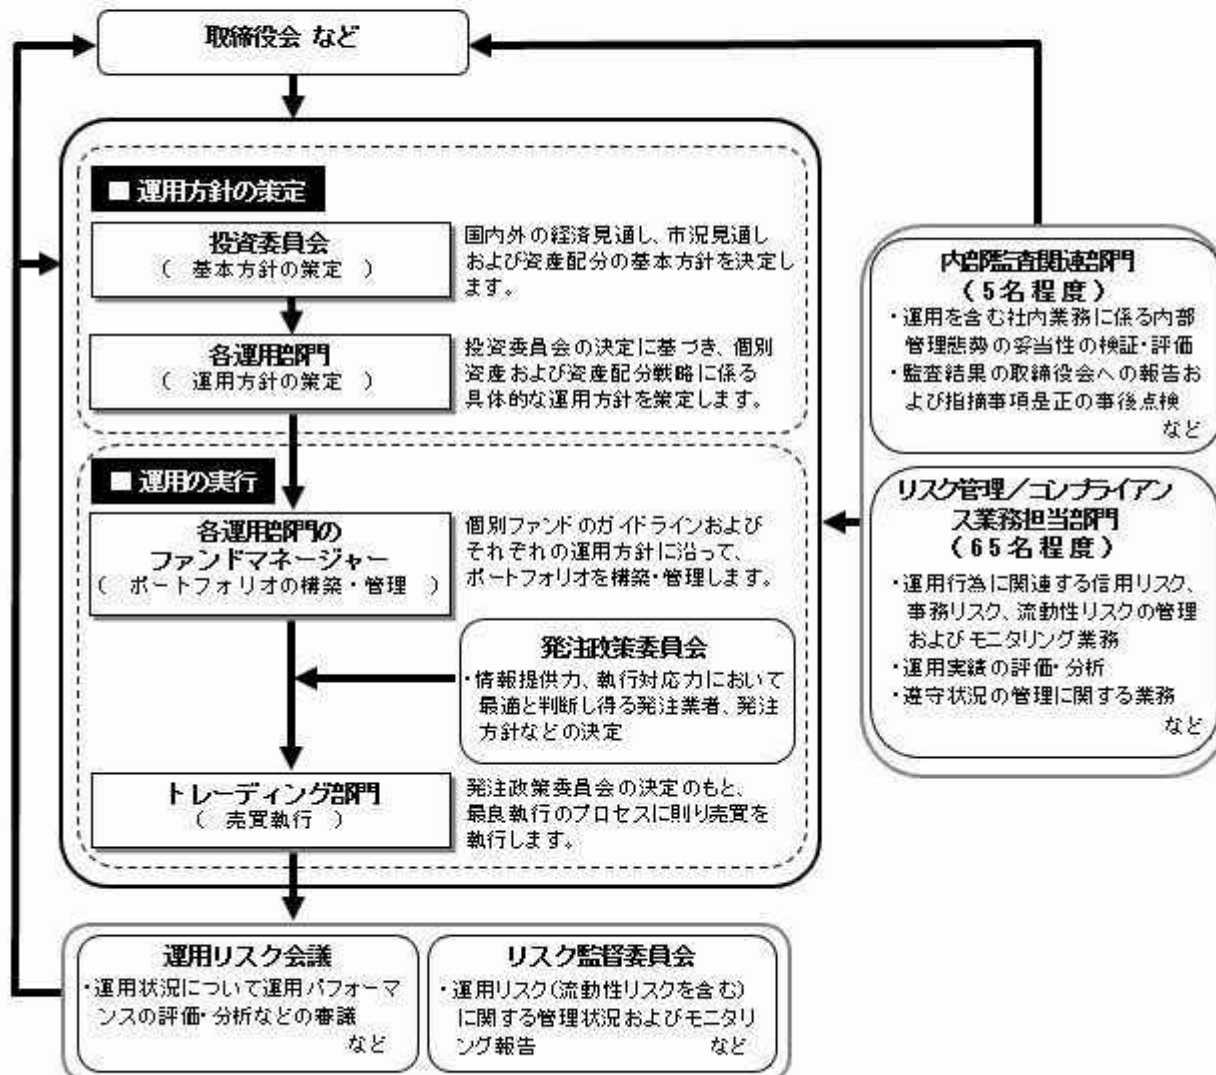 取締役会 など
■ 運用方針の策定
投資委員会
( 基本方針の策定 )
国内外の経済見通し、市況見通し
および資産配分の基本方針を決定し
ます。
各運用部門
( 運用方針の策定 )
投資委員会の決定に基づき、個別
資産および資産配分戦略に係る
具体的な運用方針を策定します。
■ 運用の実行
各運用部門の
ファンドマネージャー
( ポートフォリオの構築・管理 )
個別ファンドのガイドラインおよび
それぞれの運用方針に沿って、
ポートフォリオを構築・管理します。
発注政策委員会
・情報提供力、執行対応力において
最適と判断し得る発注業者、発注
方針などの決定
トレーディング部門
( 売買執行 )
発注政策委員会の決定のもと、
最良執行のプロセスに則り売買を
執行します。
内部監査関連部門
(5名程度)
・運用を含む社内業務に係る内部
管理態勢の妥当性の検証・評価
・監査結果の取締役会への報告お
よび指摘事項是正の事後点検
など
リスク管理/コンプライアン
ス業務担当部門
(65名程度)
・運用行為に関連する信用リスク、
事務リスク、流動性リスクの管理
およびモニタリング業務
・運用実績の評価・分析
・遵守状況の管理に関する業務
など
運用リスク会議
・運用状況について運用パフォーマ
ンスの評価・分析などの審議
など
リスク監督委員会
・運用リスク(流動性リスクを含む)
に関する管理状況およびモニタリ
ング報告 など